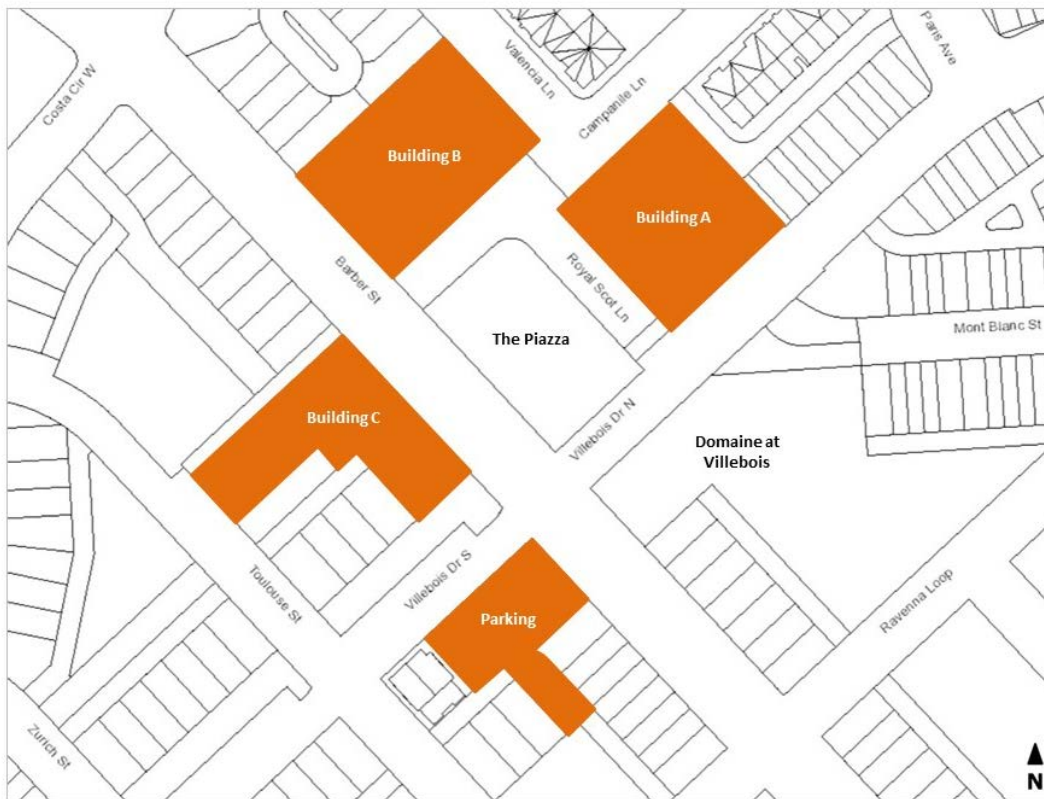 Costa Cir W
Valencia Ln
Campanile Ln
Paris Ave
Building B
Building A
Barber St
Royal Scot Ln
The Piazza
Mont Blanc St
Building C
Villebois Dr N
Domaine at
Villebois
Villebois Dr S
Toulouse St
Parking
Ravenna Loop
Zurich St
N